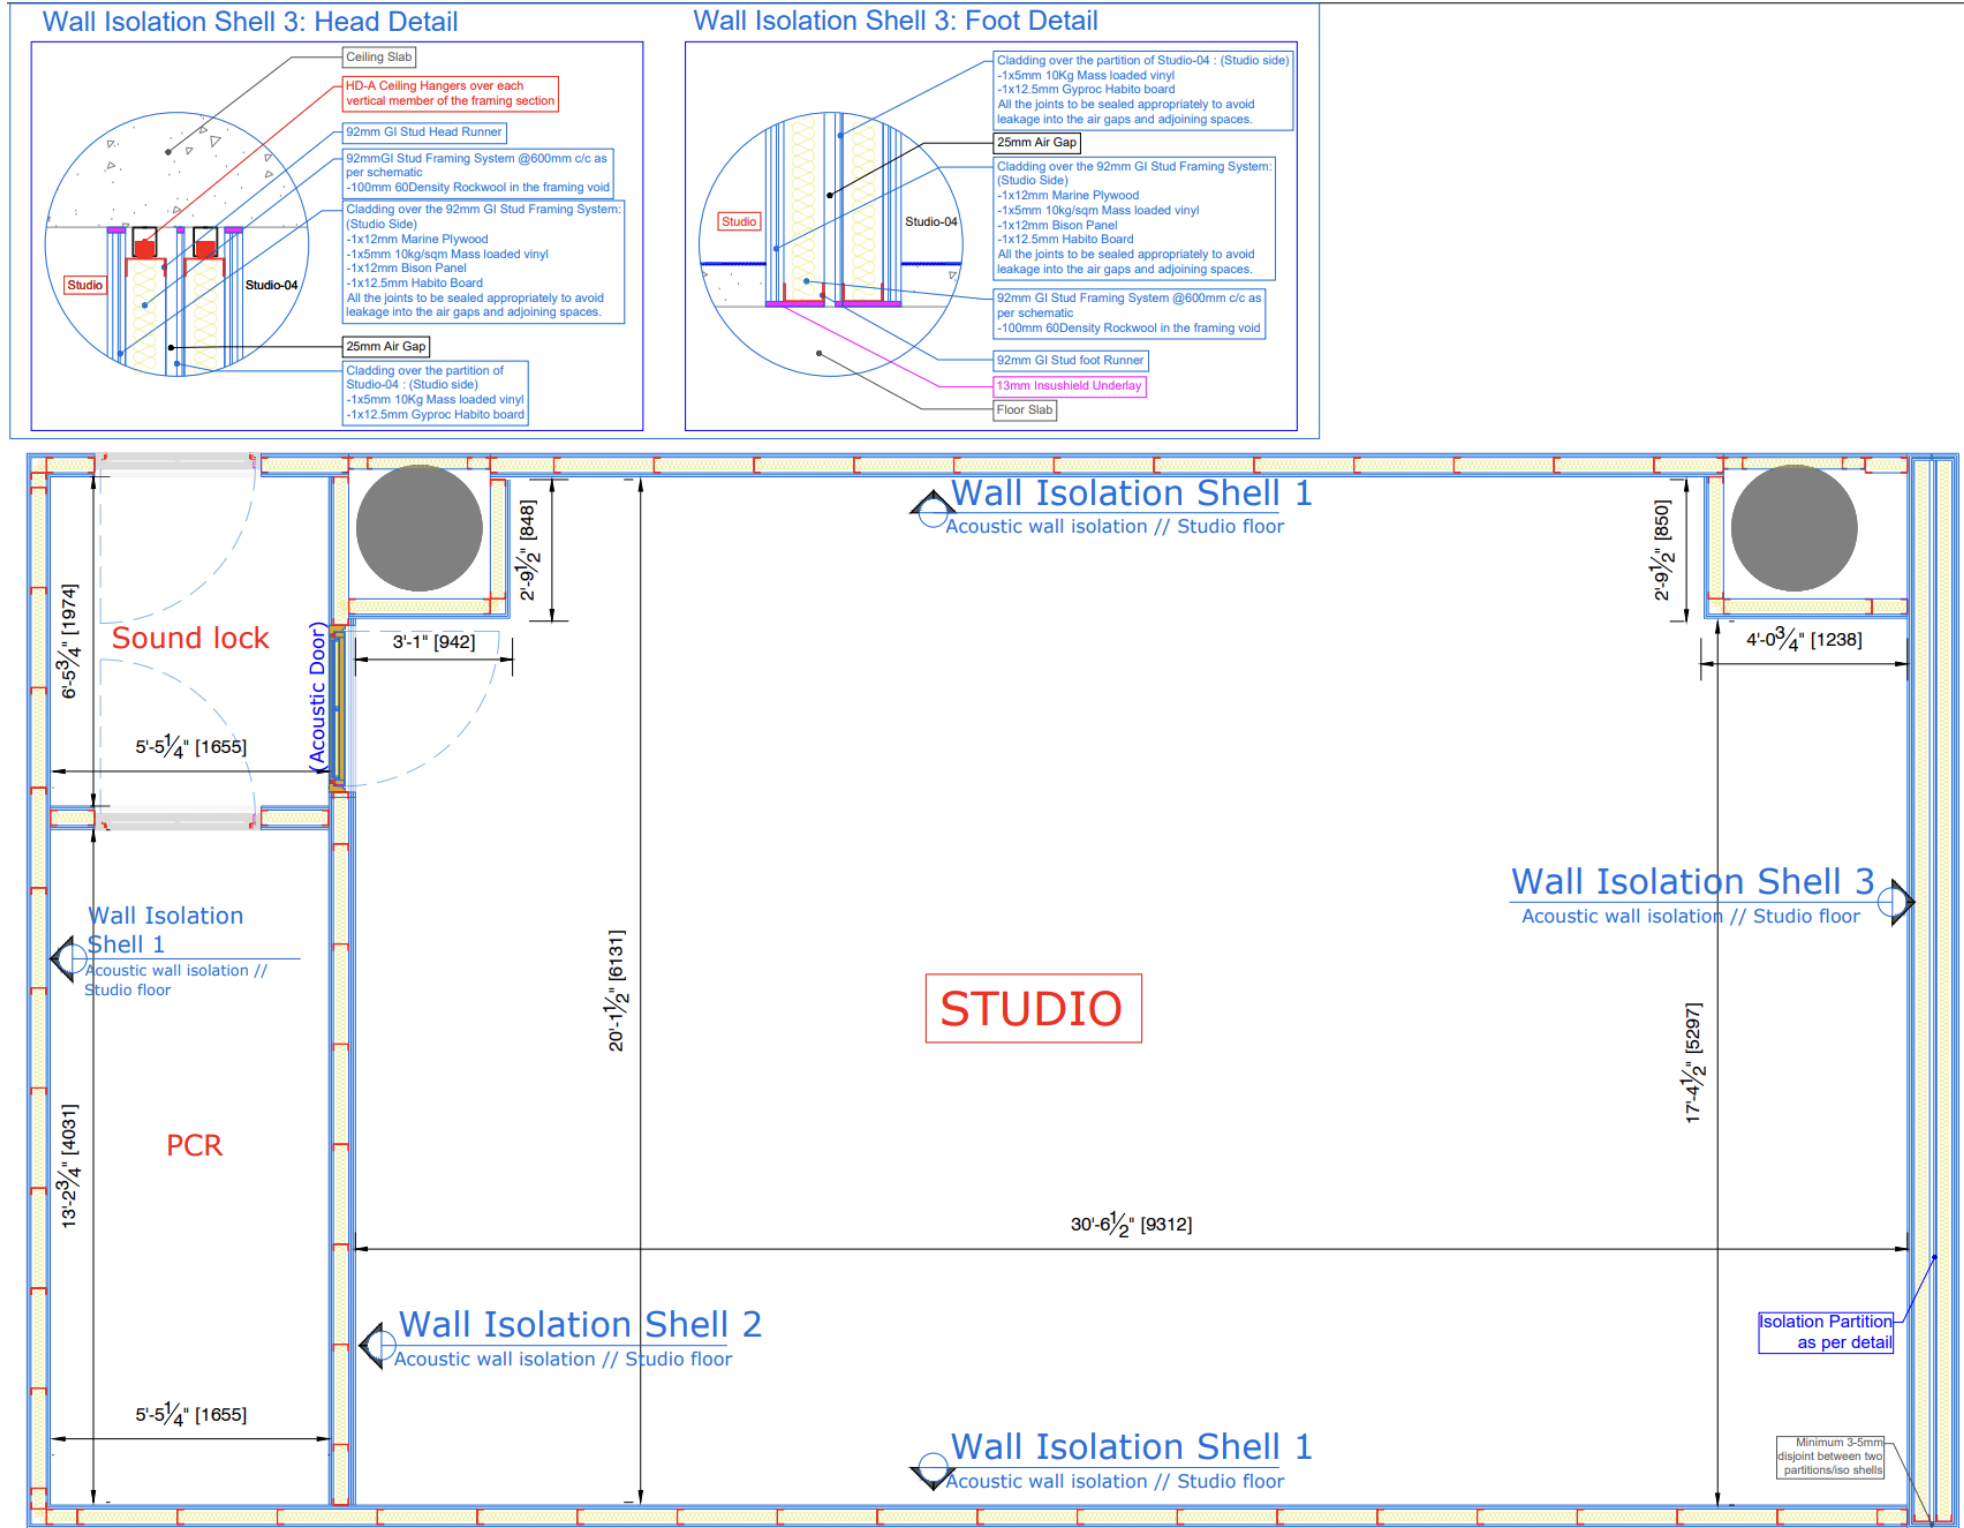 Wall Isolation Shell 3: Head Detail
Ceiling Slab
HD-A Ceiling Hangers over each
vertical member of the framing section
92mm GI Stud Head Runner
92mmGI Stud Framing System @600mm c/c as
per schematic
-100mm 60Density Rockwool in the framing void
Cladding over the 92mm GI Stud Framing System:
(Studio Side)
-1x12mm Marine Plywood
-1x5mm 10kg/sqm Mass loaded vinyl
-1x12mm Bison Panel
-1x12.5mm Habito Board
All the joints to be sealed appropriately to avoid
leakage into the air gaps and adjoining spaces.
25mm Air Gap
Cladding over the partition of
Studio-04 : (Studio side)
-1x5mm 10Kg Mass loaded vinyl
-1x12.5mm Gyproc Habito board
Studio
Studio-04
Wall Isolation Shell 3: Foot Detail
Cladding over the partition of Studio-04 : (Studio side)
-1x5mm 10Kg Mass loaded vinyl
-1x12.5mm Gyproc Habito board
All the joints to be sealed appropriately to avoid
leakage into the air gaps and adjoining spaces.
25mm Air Gap
Cladding over the 92mm GI Stud Framing System:
(Studio Side)
-1x12mm Marine Plywood
-1x5mm 10kg/sqm Mass loaded vinyl
-1x12mm Bison Panel
-1x12.5mm Habito Board
All the joints to be sealed appropriately to avoid
leakage into the air gaps and adjoining spaces.
92mm GI Stud Framing System @600mm c/c as
per schematic
-100mm 60Density Rockwool in the framing void
92mm GI Stud foot Runner
13mm Insushield Underlay
Floor Slab
Studio
Studio-04
Wall Isolation Shell 1
Acoustic wall isolation // Studio floor
2'-9½" [848]
2'-9½" [850]
6'-5¾" [1974]
Sound lock
(Acoustic Door)
3'-1" [942]
4'-0¾" [1238]
5'-5¼" [1655]
Wall Isolation
Shell 1
Acoustic wall isolation //
Studio floor
Wall Isolation Shell 3
Acoustic wall isolation // Studio floor
20'-1½" [6131]
STUDIO
17'-4½" [5297]
PCR
13'-2¾" [4031]
30'-6½" [9312]
Wall Isolation Shell 2
Acoustic wall isolation // Studio floor
Isolation Partition
as per detail
5'-5¼" [1655]
Wall Isolation Shell 1
Acoustic wall isolation // Studio floor
Minimum 3-5mm
disjoint between two
partitions/iso shells